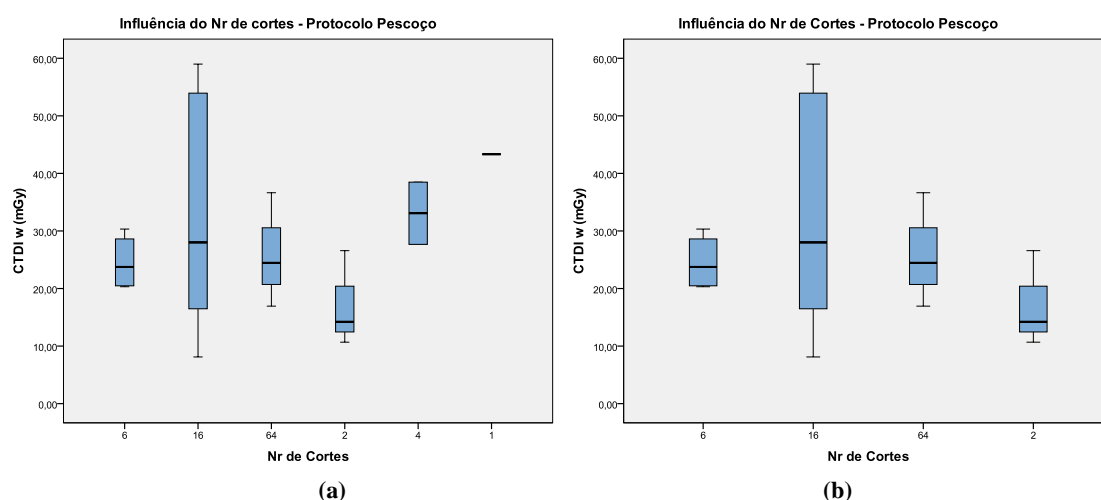 Influência do Nr de cortes - Protocolo Pescoço
60,00
50,00
40,00
30,00
20,00
10,00
0,00
CTDI w (mGy)
6 16 64 2 4 1
Nr de Cortes
(a)
Influência do Nr de Cortes - Protocolo Pescoço
60,00
50,00
40,00
30,00
20,00
10,00
0,00
CTDI w (mGy)
6 16 64 2
Nr de Cortes
(b)